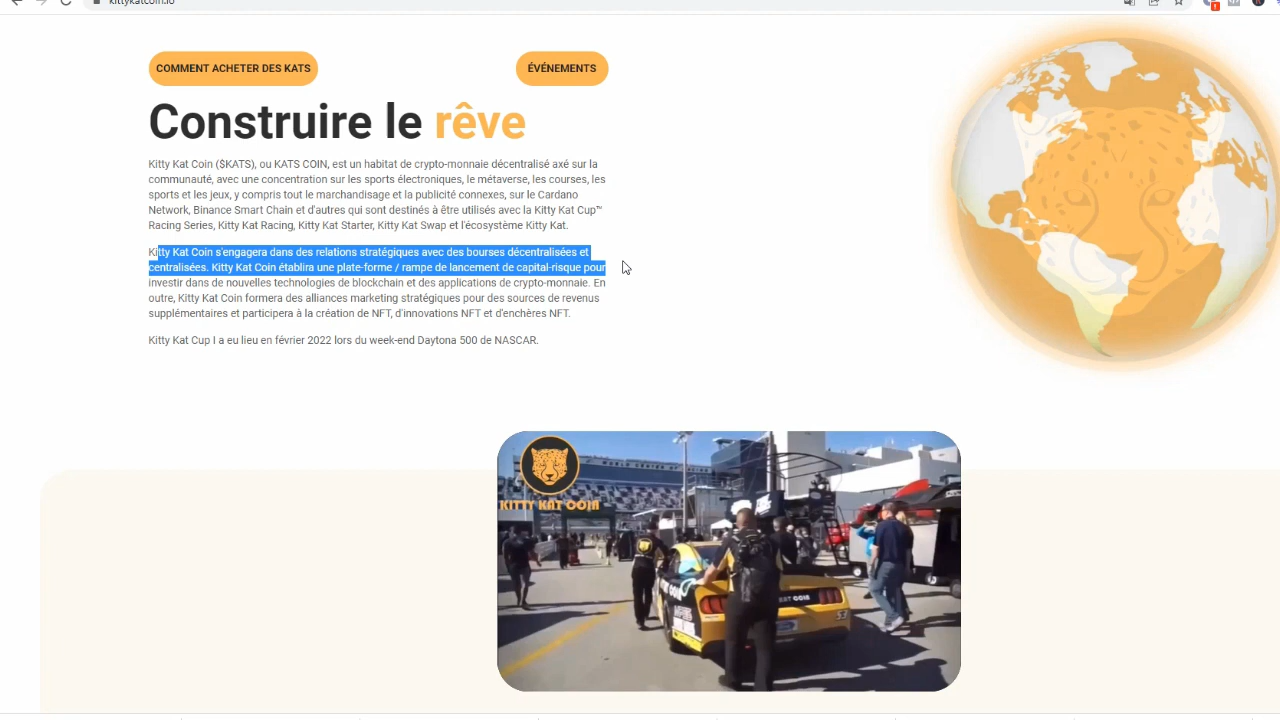 kittykatcoin.io
COMMENT ACHETER DES KATS
ÉVÉNEMENTS
Construire le rêve
Kitty Kat Coin ($KATS), ou KATS COIN, est un habitat de crypto-monnaie décentralisé axé sur la
communauté, avec une concentration sur les sports électroniques, le métaverse, les courses, les
sports et les jeux, y compris tout le marchandisage et la publicité connexes, sur le Cardano
Network, Binance Smart Chain et d'autres qui sont destinés à être utilisés avec la Kitty Kat Cup™
Racing Series, Kitty Kat Racing, Kitty Kat Starter, Kitty Kat Swap et l'écosystème Kitty Kat.
Kitty Kat Coin s'engagera dans des relations stratégiques avec des bourses décentralisées et
centralisées. Kitty Kat Coin établira une plate-forme / rampe de lancement de capital-risque pour
investir dans de nouvelles technologies de blockchain et des applications de crypto-monnaie. En
outre, Kitty Kat Coin formera des alliances marketing stratégiques pour des sources de revenus
supplémentaires et participera à la création de NFT, d'innovations NFT et d'enchères NFT.
Kitty Kat Cup I a eu lieu en février 2022 lors du week-end Daytona 500 de NASCAR.
WORLD CENTER OF
KITTY KAT COIN
KAT COIN
53